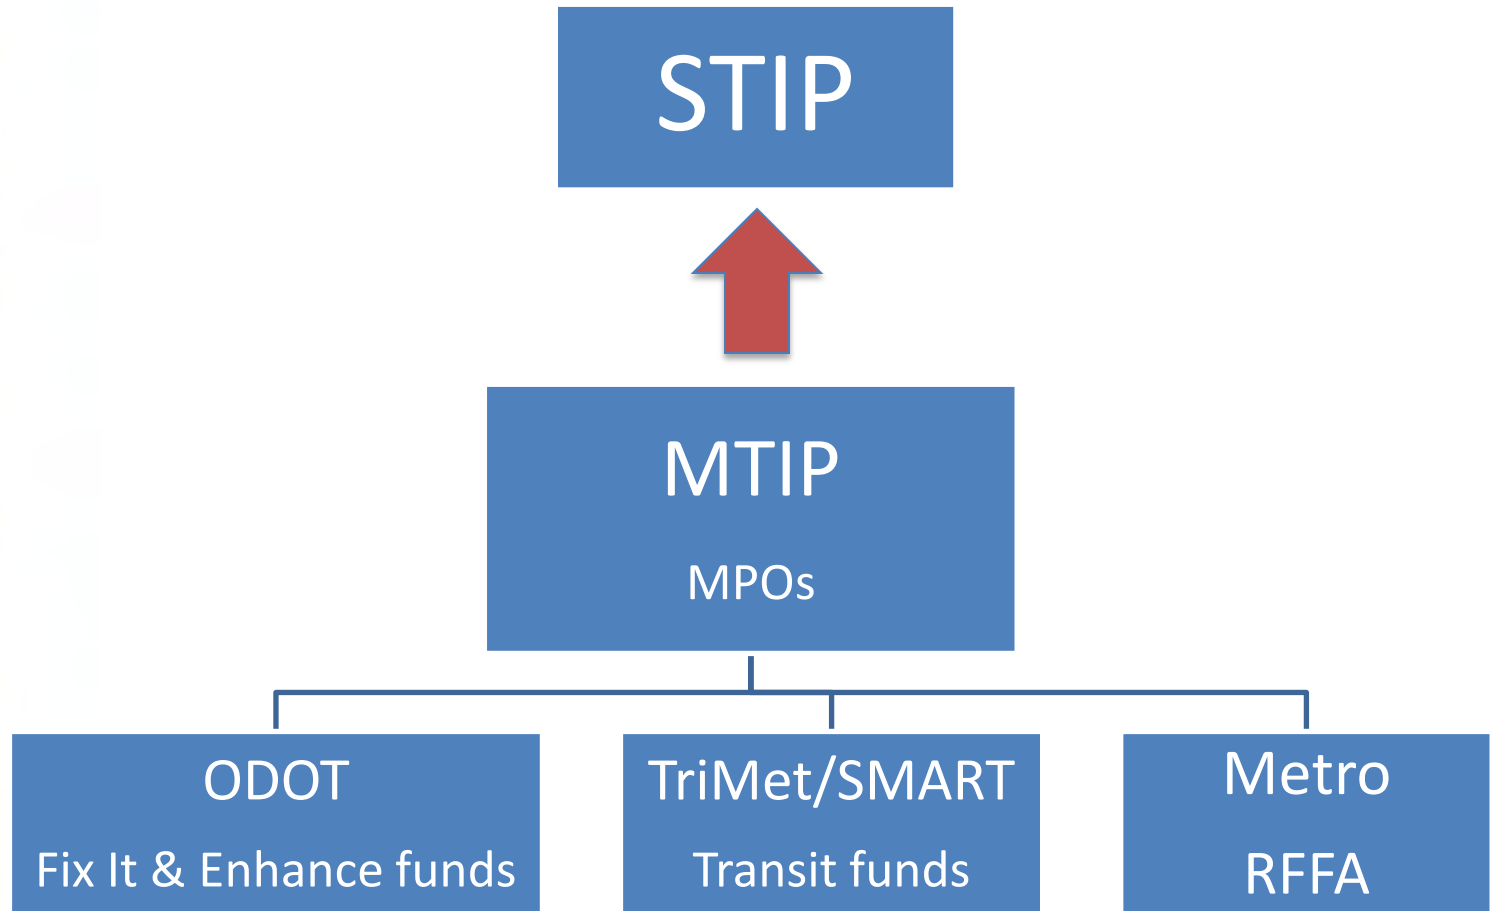 STIP
MTIP
MPOs
ODOT
Fix It & Enhance funds
TriMet/SMART
Transit funds
Metro
RFFA